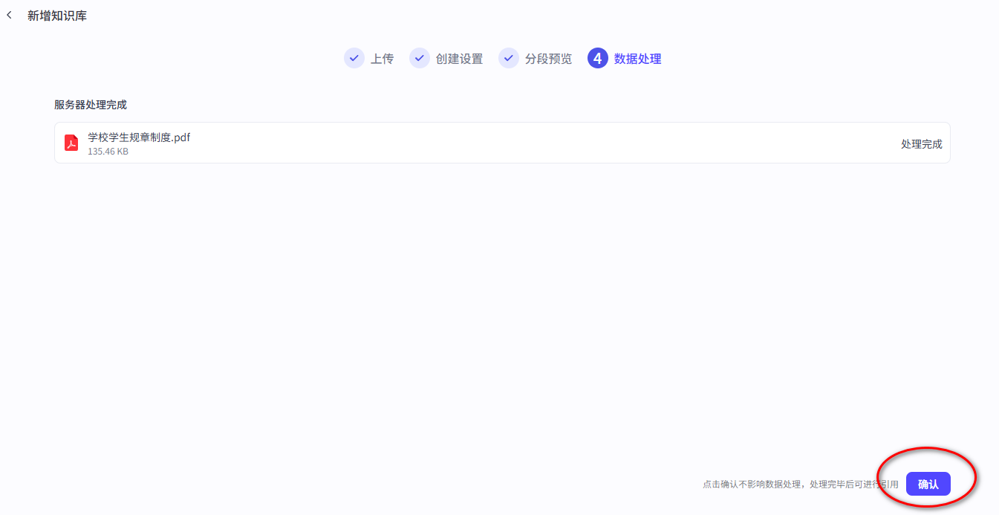 新增知识库
上传 创建设置 分段预览 4 数据处理
服务器处理完成
学校学生规章制度.pdf
135.46 KB
处理完成
点击确认不影响数据处理，处理完毕后可进行引用
确认